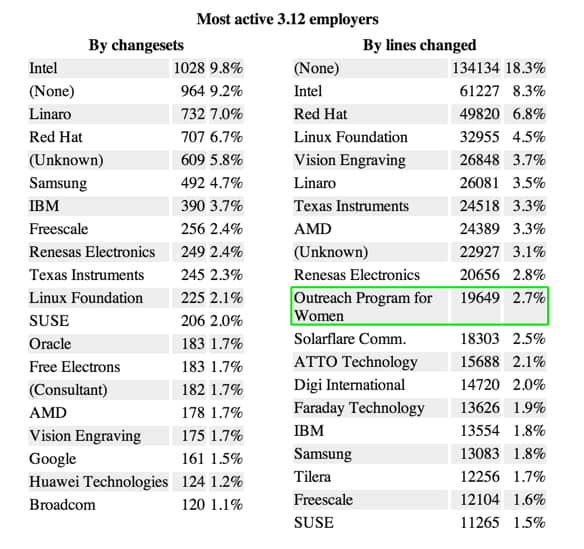 Most active 3.12 employers
By changesets
Intel 1028 9.8%
(None) 964 9.2%
Linaro 732 7.0%
Red Hat 707 6.7%
(Unknown) 609 5.8%
Samsung 492 4.7%
IBM 390 3.7%
Freescale 256 2.4%
Renesas Electronics 249 2.4%
Texas Instruments 245 2.3%
Linux Foundation 225 2.1%
SUSE 206 2.0%
Oracle 183 1.7%
Free Electrons 183 1.7%
(Consultant) 182 1.7%
AMD 178 1.7%
Vision Engraving 175 1.7%
Google 161 1.5%
Huawei Technologies 124 1.2%
Broadcom 120 1.1%
By lines changed
(None) 134134 18.3%
Intel 61227 8.3%
Red Hat 49820 6.8%
Linux Foundation 32955 4.5%
Vision Engraving 26848 3.7%
Linaro 26081 3.5%
Texas Instruments 24518 3.3%
AMD 24389 3.3%
(Unknown) 22927 3.1%
Renesas Electronics 20656 2.8%
Outreach Program for 19649 2.7%
Women
Solarflare Comm. 18303 2.5%
ATTO Technology 15688 2.1%
Digi International 14720 2.0%
Faraday Technology 13626 1.9%
IBM 13554 1.8%
Samsung 13083 1.8%
Tilera 12256 1.7%
Freescale 12104 1.6%
SUSE 11265 1.5%